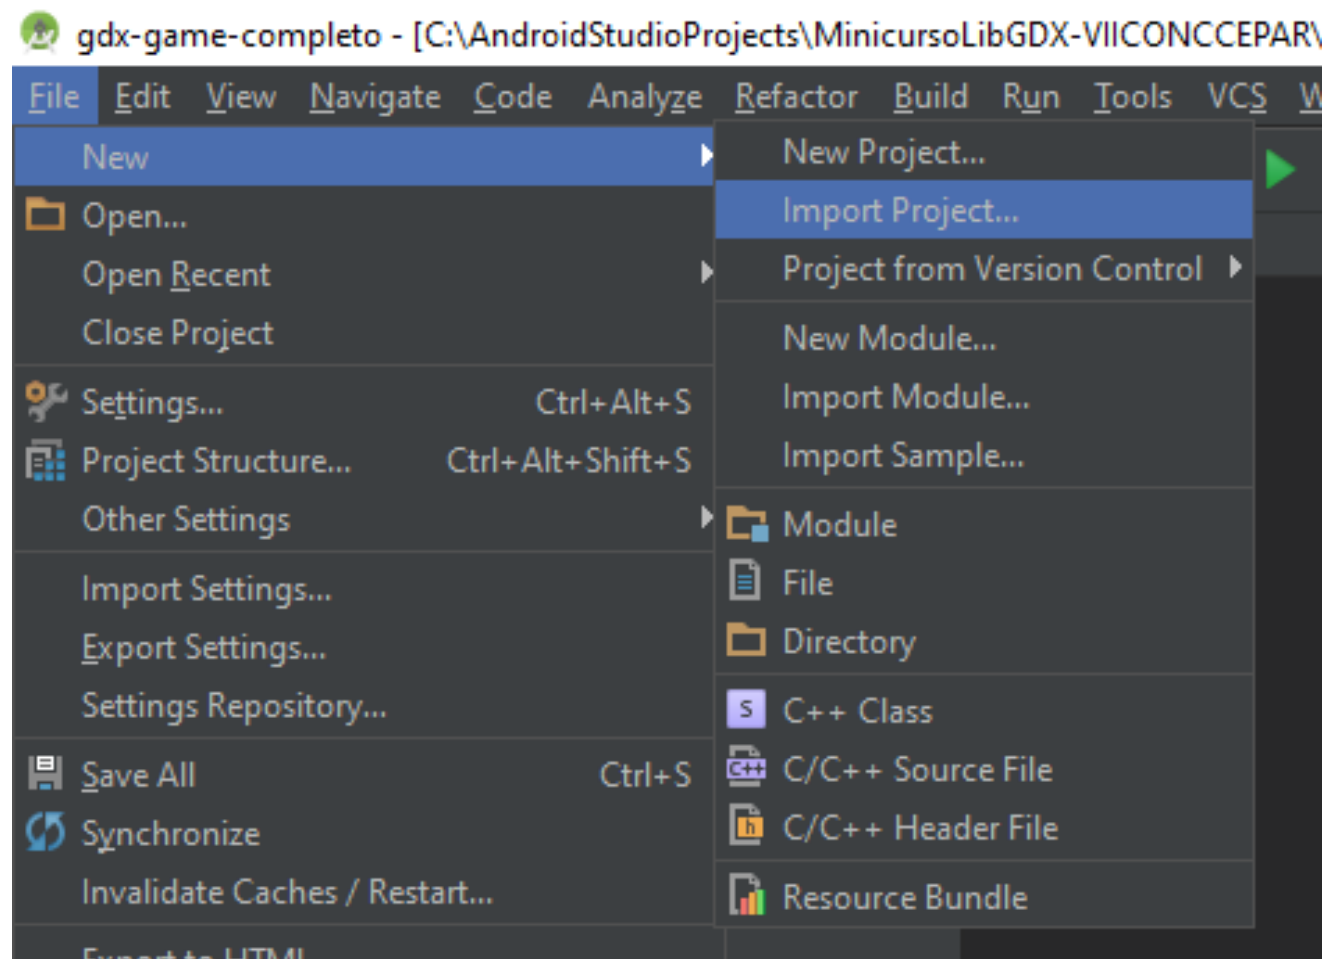 gdx-game-completo - [C:\AndroidStudioProjects\MinicursoLibGDX-VIICONCCEPAR\
File Edit View Navigate Code Analyze Refactor Build Run Tools VCS W
New
Open...
Open Recent
Close Project
Settings... Ctrl+Alt+S
Project Structure... Ctrl+Alt+Shift+S
Other Settings
Import Settings...
Export Settings...
Settings Repository...
Save All Ctrl+S
Synchronize
Invalidate Caches / Restart...
Export to HTML
New Project...
Import Project...
Project from Version Control
New Module...
Import Module...
Import Sample...
Module
File
Directory
S C++ Class
C++ C/C++ Source File
h C/C++ Header File
Resource Bundle